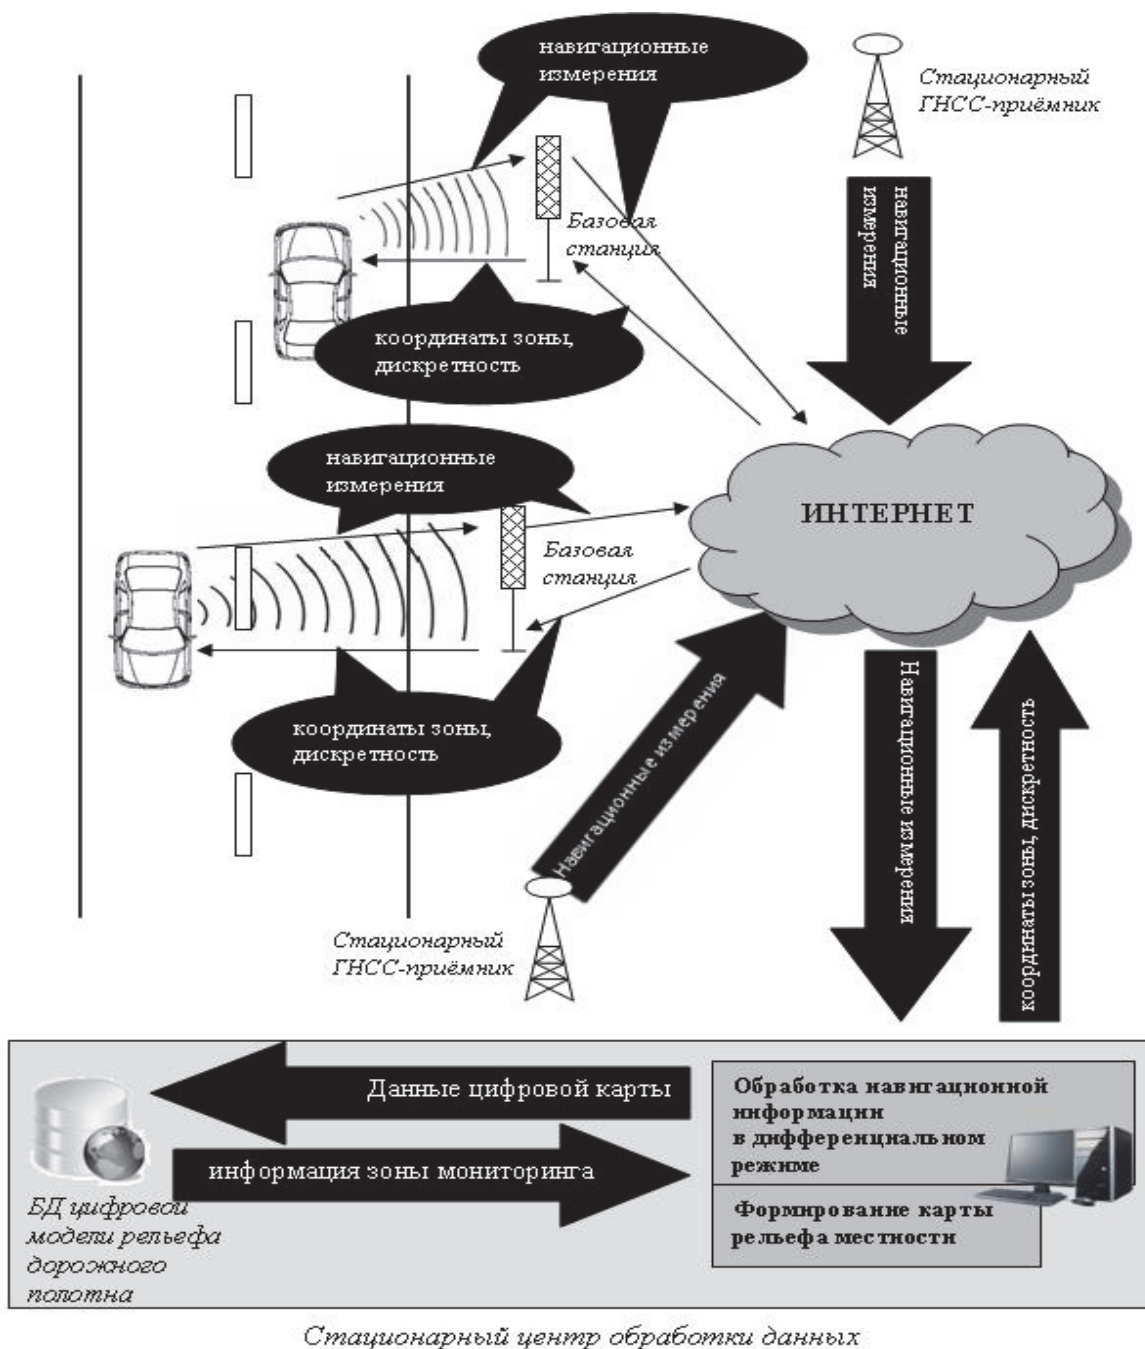 навигационные
измерения
Стационарный
ГНСС-приёмник
навигационные
измерения
Базовая
станция
координаты зоны,
дискретность
навигационные
измерения
ИНТЕРНЕТ
Базовая
станция
координаты зоны,
дискретность
Навигационные измерения
Навигационные измерения
координаты зоны, дискретность
Стационарный
ГНСС-приёмник
Данные цифровой карты
информация зоны мониторинга
БД цифровой
модели рельефа
дорожного
полотна
Обработка навигационной
информации
в дифференциальном
режиме
Формирование карты
рельефа местности
Стационарный центр обработки данных